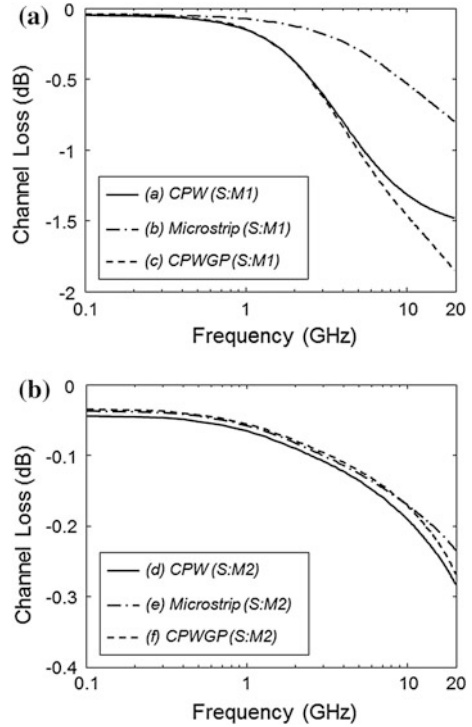 (a)
0
-0.5
-1
-1.5
-2
Channel Loss (dB)
(a) CPW (S:M1)
(b) Microstrip (S:M1)
(c) CPWGP (S:M1)
0.1
1
10
20
Frequency (GHz)
(b)
0
-0.1
-0.2
-0.3
-0.4
Channel Loss (dB)
(d) CPW (S:M2)
(e) Microstrip (S:M2)
(f) CPWGP (S:M2)
0.1
1
10
20
Frequency (GHz)